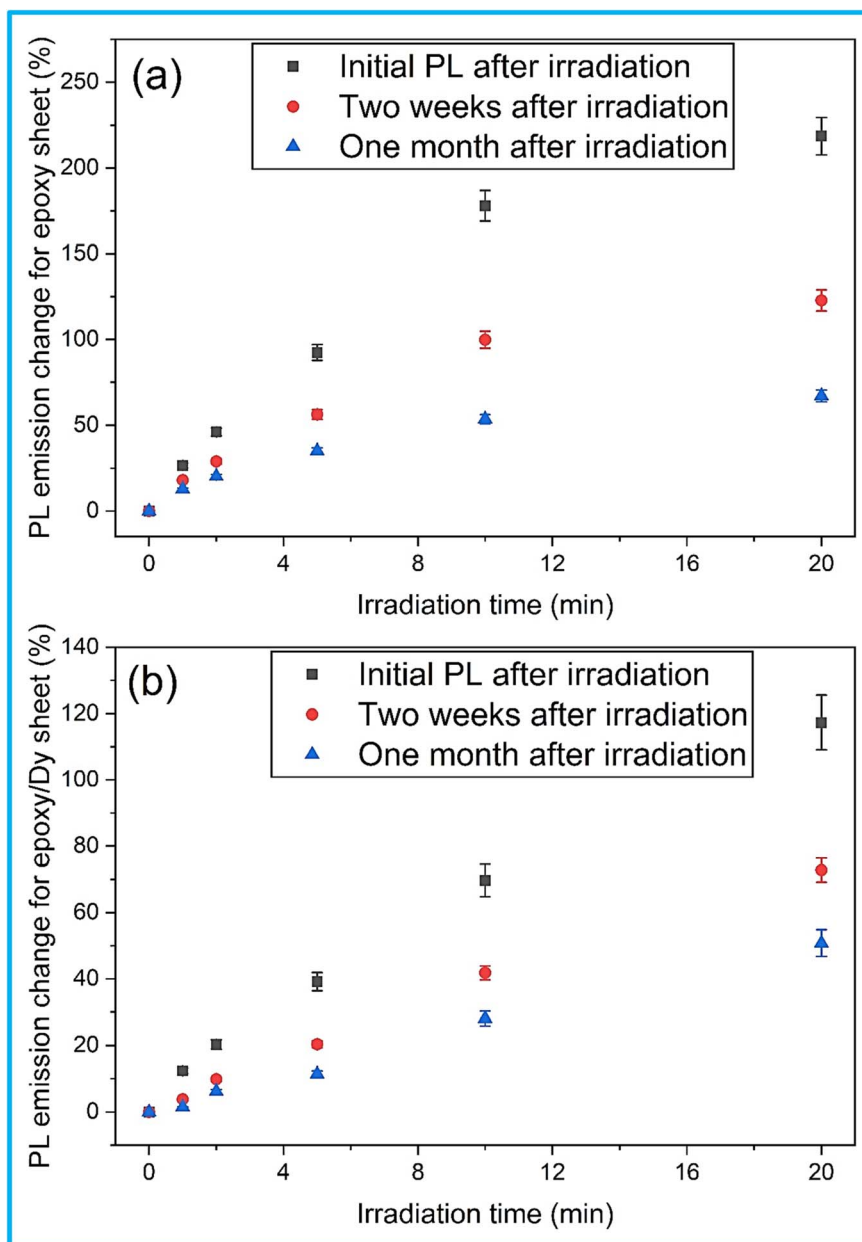 (a)
Initial PL after irradiation
Two weeks after irradiation
One month after irradiation
PL emission change for epoxy sheet (%)
250
200
150
100
50
0
0 4 8 12 16 20
Irradiation time (min)
(b)
Initial PL after irradiation
Two weeks after irradiation
One month after irradiation
PL emission change for epoxy/Dy sheet (%)
140
120
100
80
60
40
20
0
0 4 8 12 16 20
Irradiation time (min)